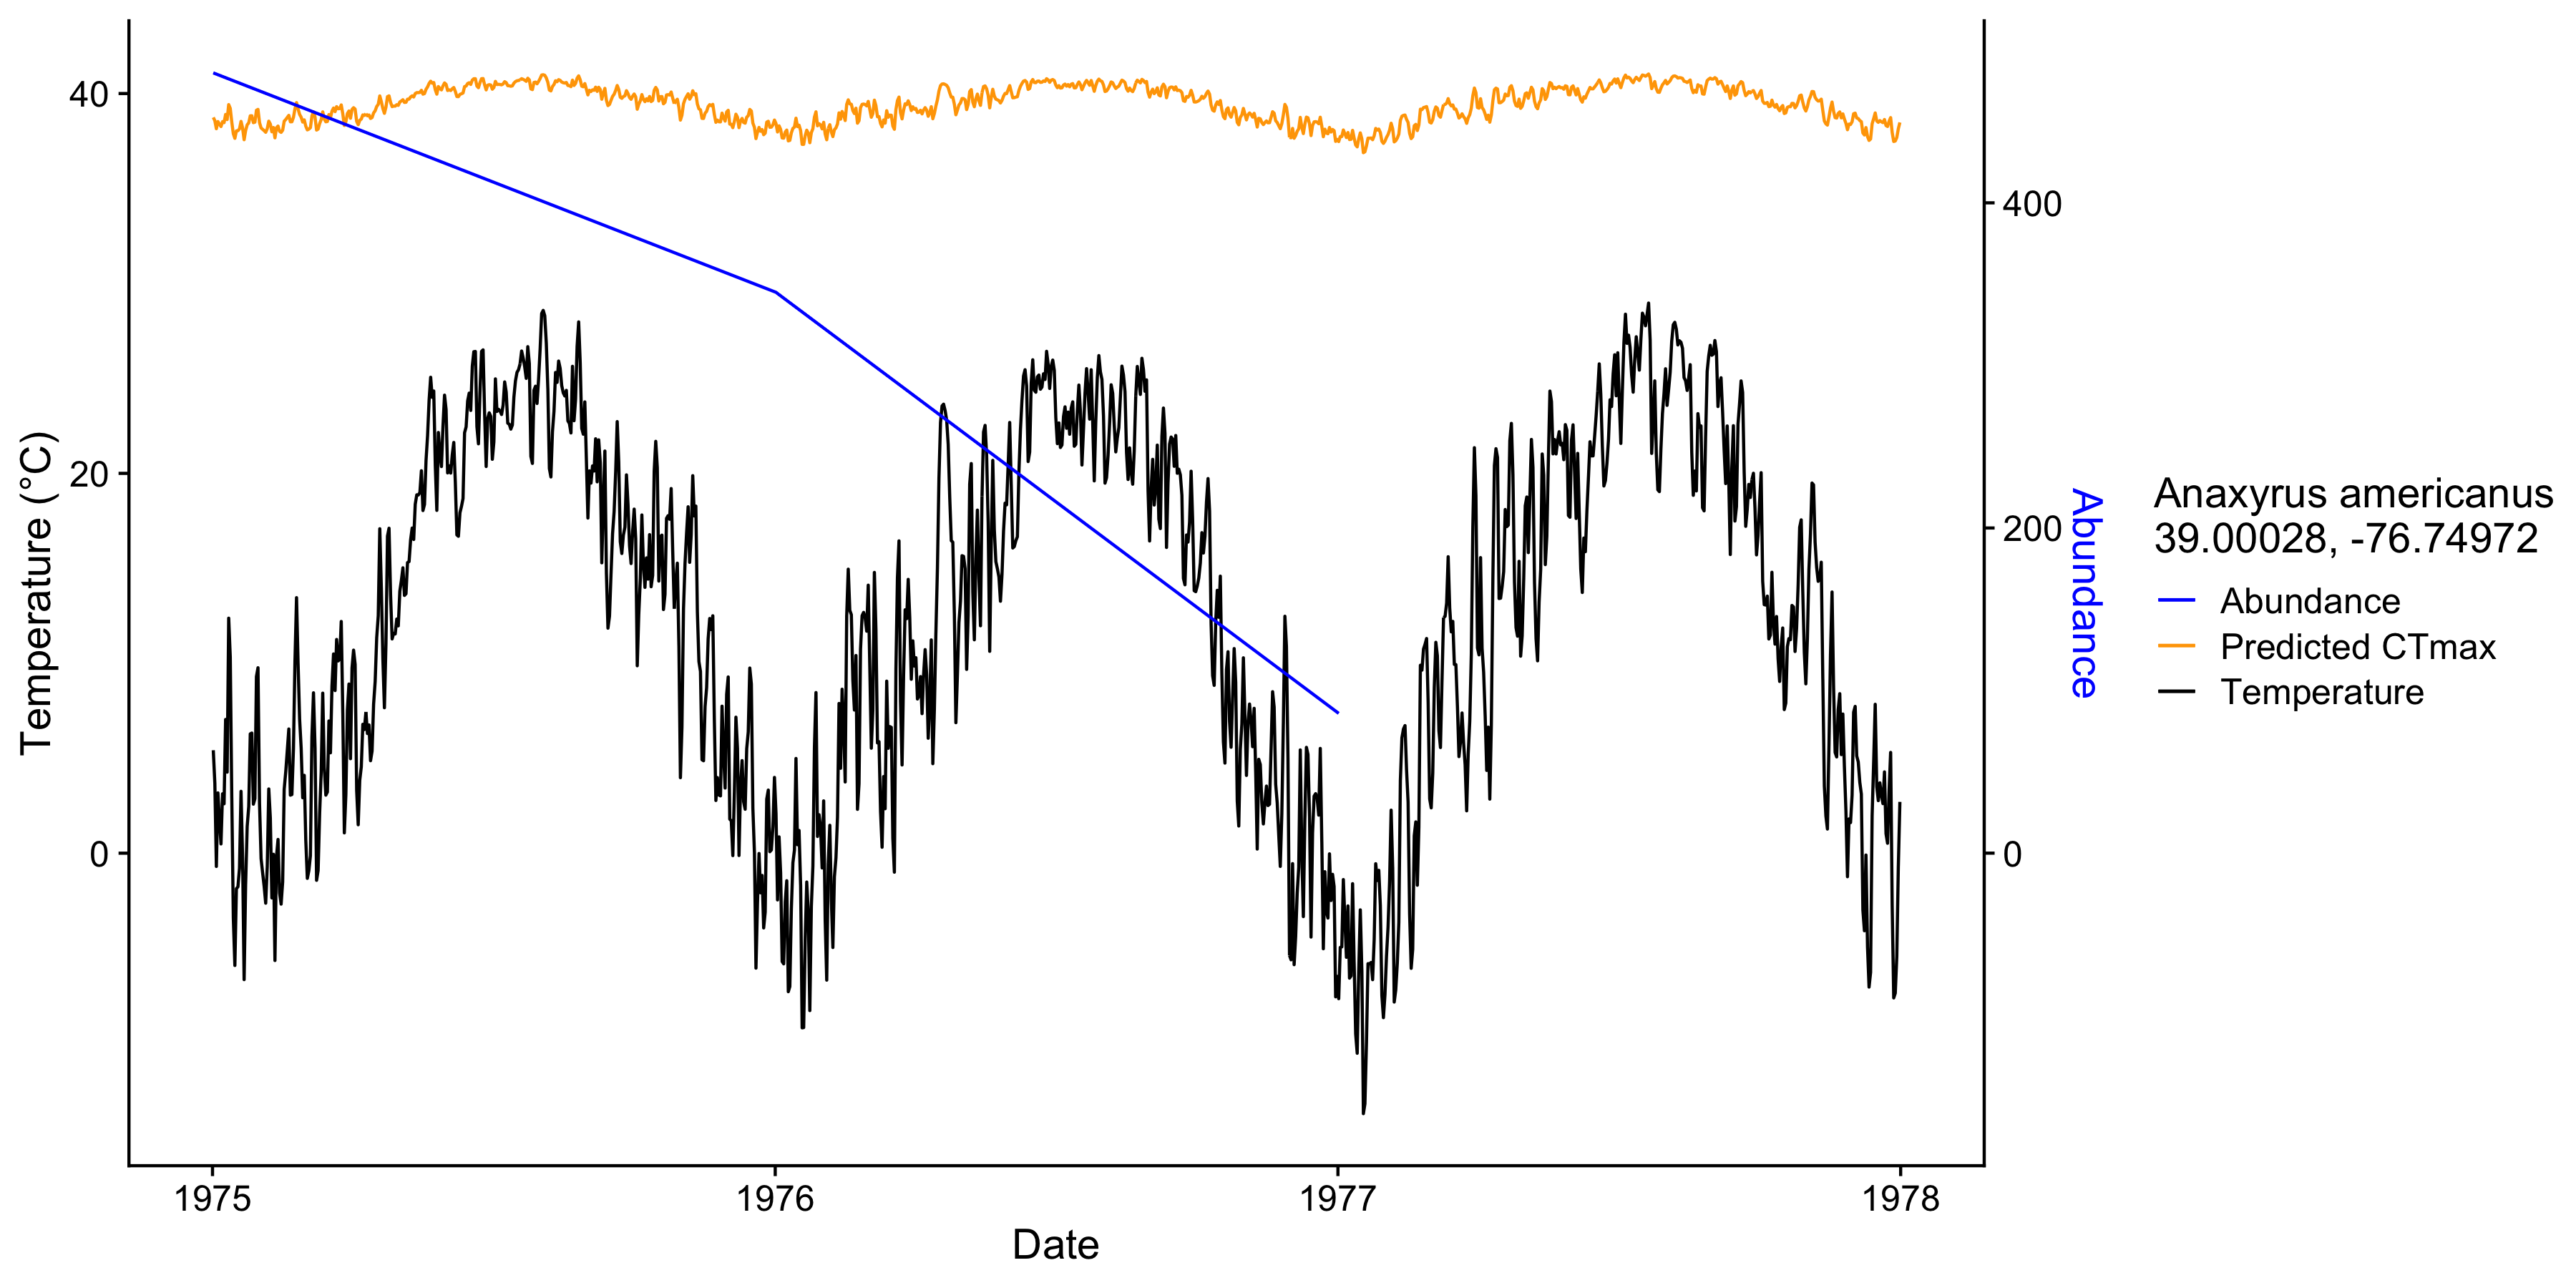 40
20
0
Temperature (°C)
1975
1976
1977
1978
Date
400
200
0
Abundance
Anaxyrus americanus
39.00028, -76.74972
Abundance
Predicted CTmax
Temperature